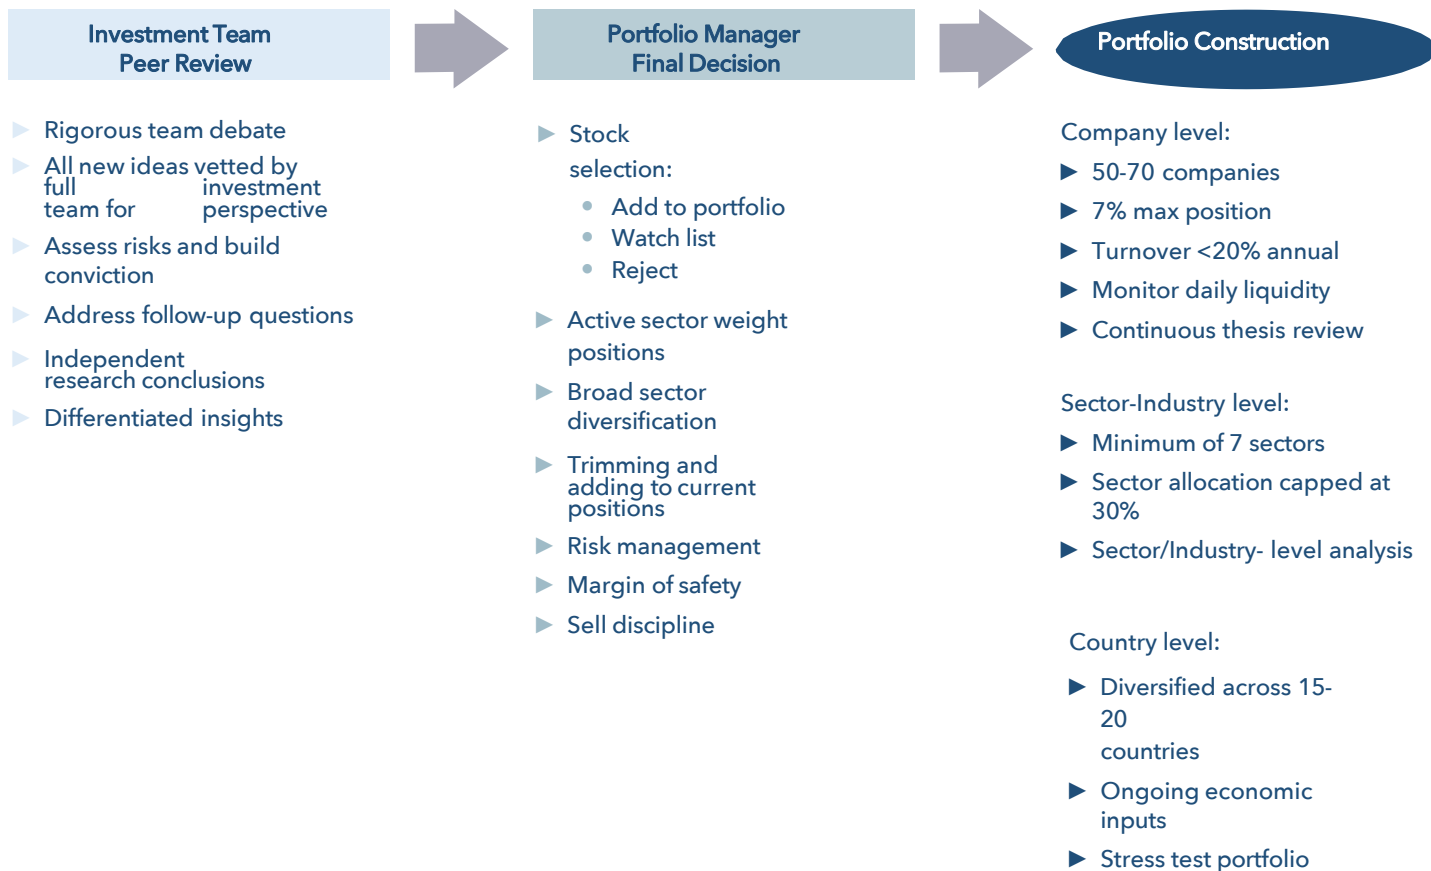 Investment Team
Peer Review
Rigorous team debate
All new ideas vetted by
full investment
team for perspective
Assess risks and build
conviction
Address follow-up questions
Independent
research conclusions
Differentiated insights
Portfolio Manager
Final Decision
Stock
selection:
Add to portfolio
Watch list
Reject
Active sector weight
positions
Broad sector
diversification
Trimming and
adding to current
positions
Risk management
Margin of safety
Sell discipline
Portfolio Construction
Company level:
50-70 companies
7% max position
Turnover <20% annual
Monitor daily liquidity
Continuous thesis review
Sector-Industry level:
Minimum of 7 sectors
Sector allocation capped at
30%
Sector/Industry- level analysis
Country level:
Diversified across 15-
20
countries
Ongoing economic
inputs
Stress test portfolio